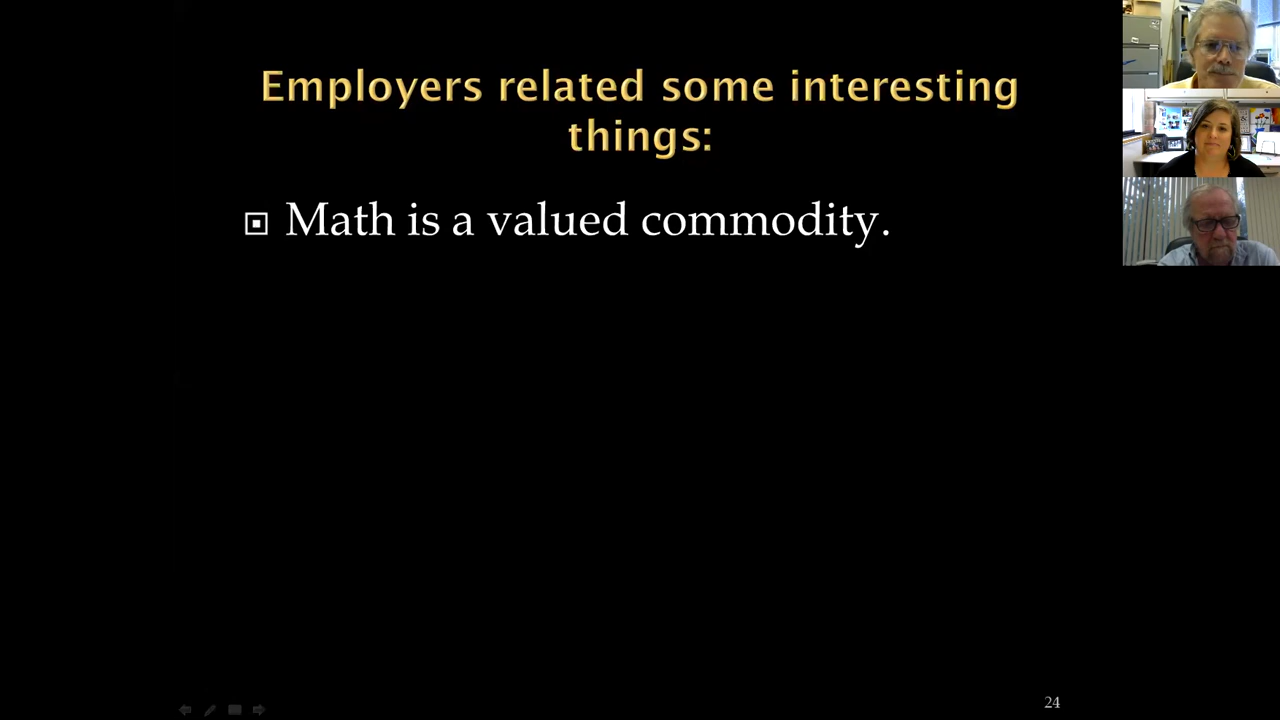 Employers related some interesting
things:
Math is a valued commodity.
24